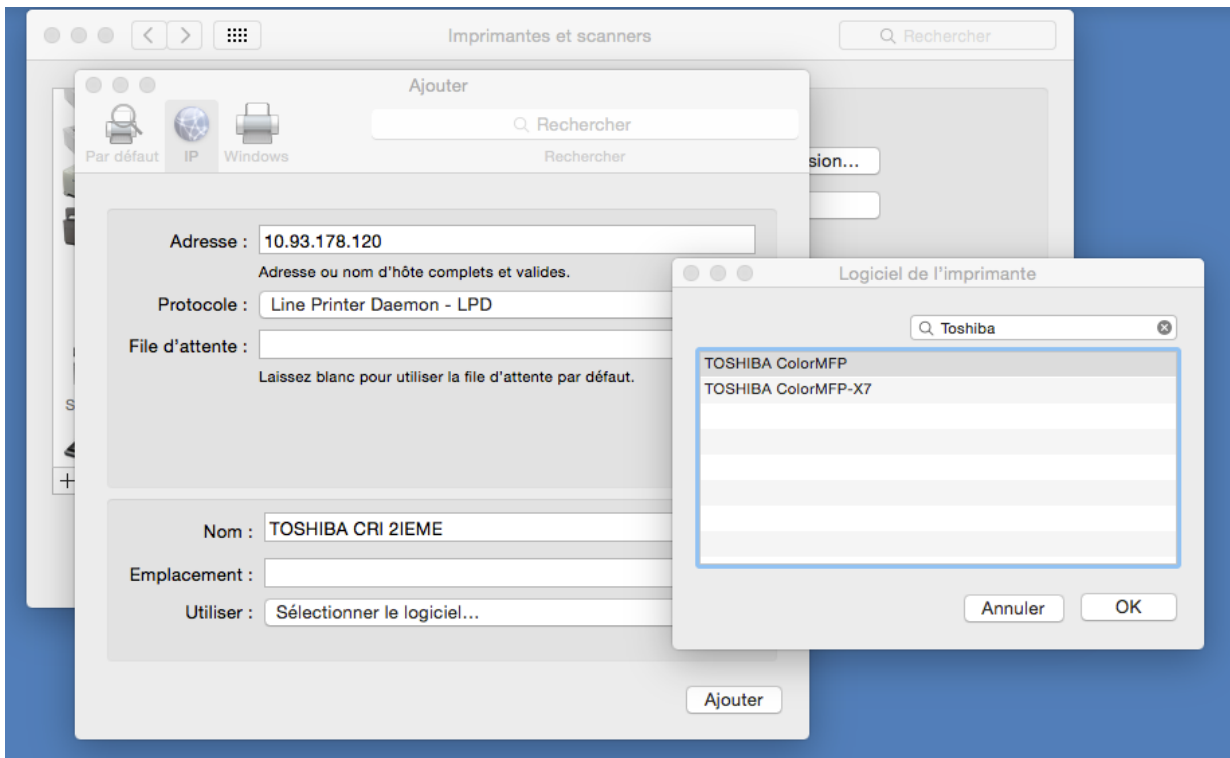 Imprimantes et scanners
Rechercher
Ajouter
Rechercher
Par défaut
IP
Windows
Rechercher
sion...
Adresse : 10.93.178.120
Adresse ou nom d'hôte complets et valides.
Protocole : Line Printer Daemon - LPD
File d'attente :
Laissez blanc pour utiliser la file d'attente par défaut.
S
+
Nom : TOSHIBA CRI 2IEME
Emplacement :
Utiliser : Sélectionner le logiciel...
Ajouter
Logiciel de l'imprimante
Toshiba
TOSHIBA ColorMFP
TOSHIBA ColorMFP-X7
Annuler
OK